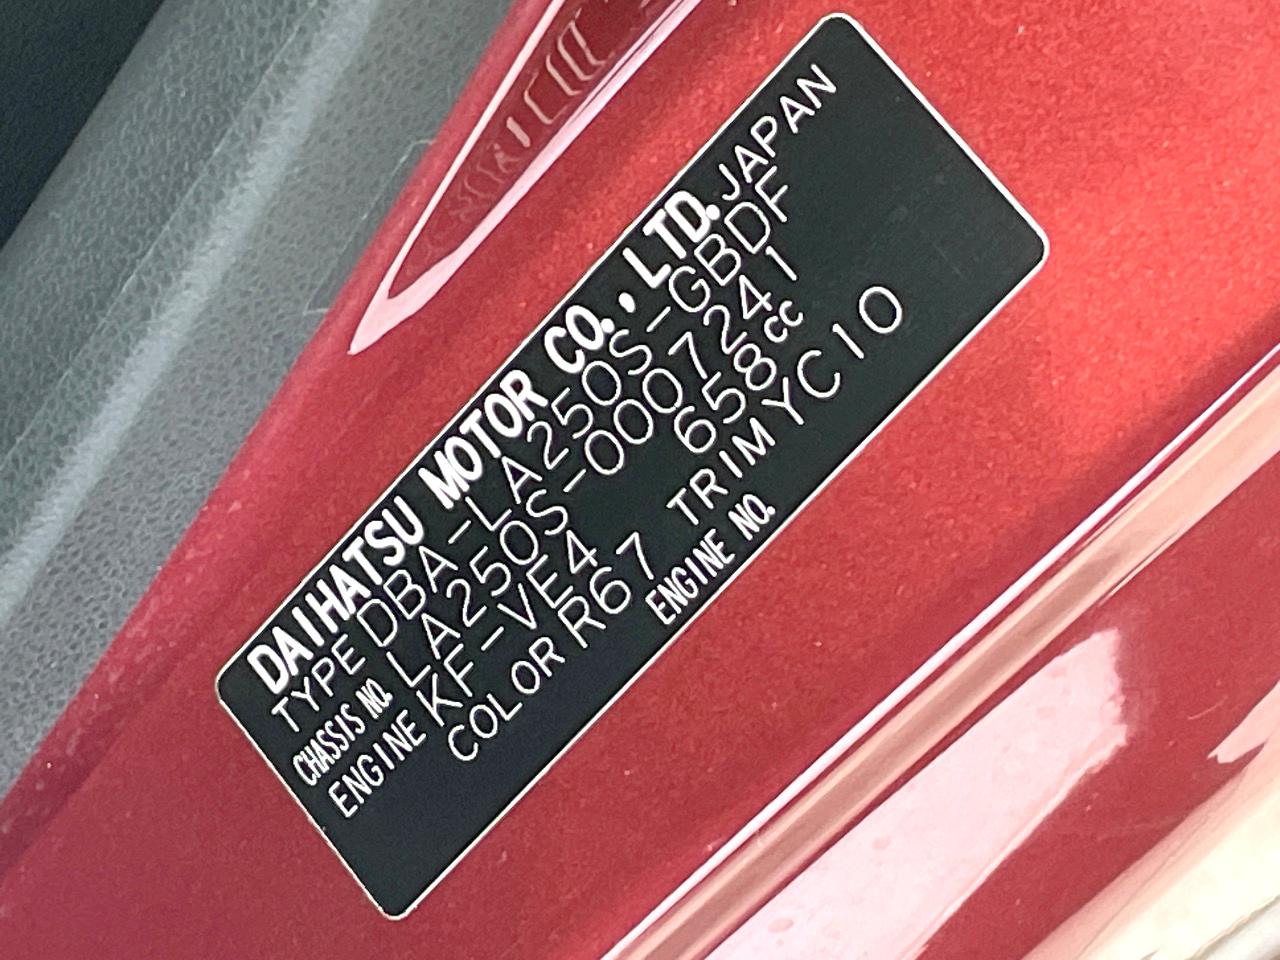 DAIHATSU MOTOR CO., LTD. JAPAN
TYPE DBA-LA250S-GBDF
CHASSIS NO. LA250S-0007241
ENGINE KF-VE4 658cc
COLOR R67 TRIM YC10
ENGINE NO.